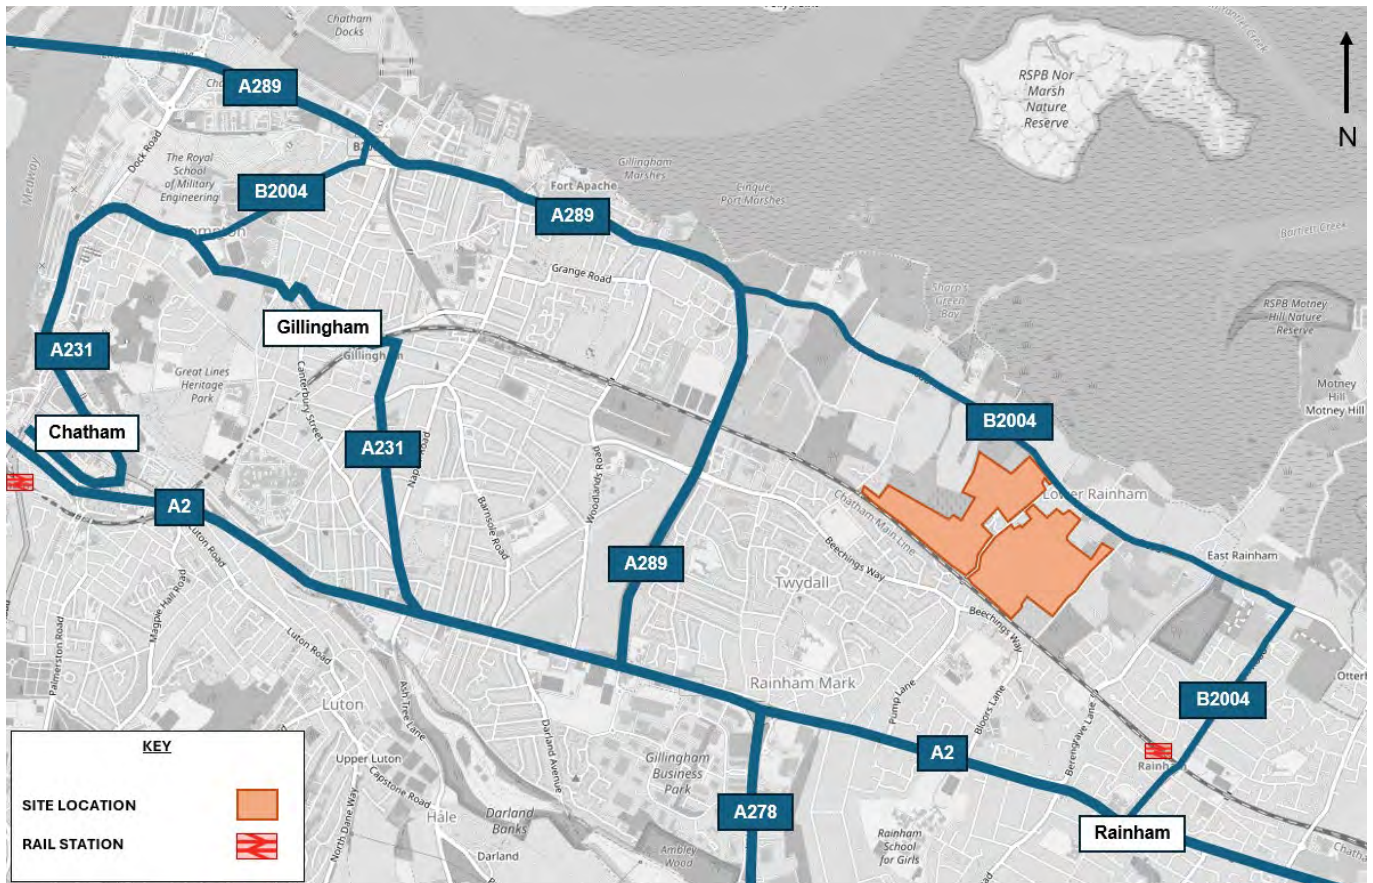 Chatham
Docks
A289
RSPB Nor
Marsh
Nature
Reserve
N
Dock Road
The Royal
School
of Military
Engineering
B2004
Medway
Gillingham
Marshes
Fort Apache
A289
Cinque
Port Marshes
Bartlett Creek
Grange Road
Sharp's
Green
Bay
RSPB Motney
Hill Nature
Reserve
Gillingham
Gillingham
A231
Great Lines
Heritage
Park
Canterbury Street
Motney
Hill
Motney Hill
Chatham
A231
B2004
Woodlands Road
Barnsole Road
Lower Rainham
Chatham Main Line
A2
Luton Road
East Rainham
Beechings Way
A289
Twydall
Magpie Hall Road
Palmerston Road
Luton Road
Beechings Way
Ash Tree Lane
Rainham Mark
Pump Lane
Bloors Lane
Berengrave Lane
B2004
Luton
Darland Avenue
A2
KEY
Upper Luton
Capstone Road
Gillingham
Business
Park
SITE LOCATION
North Dane Way
Hale
Darland
Banks
A278
Rainham
School
for Girls
Rainham
RAIL STATION
Darland
Ambley
Wood